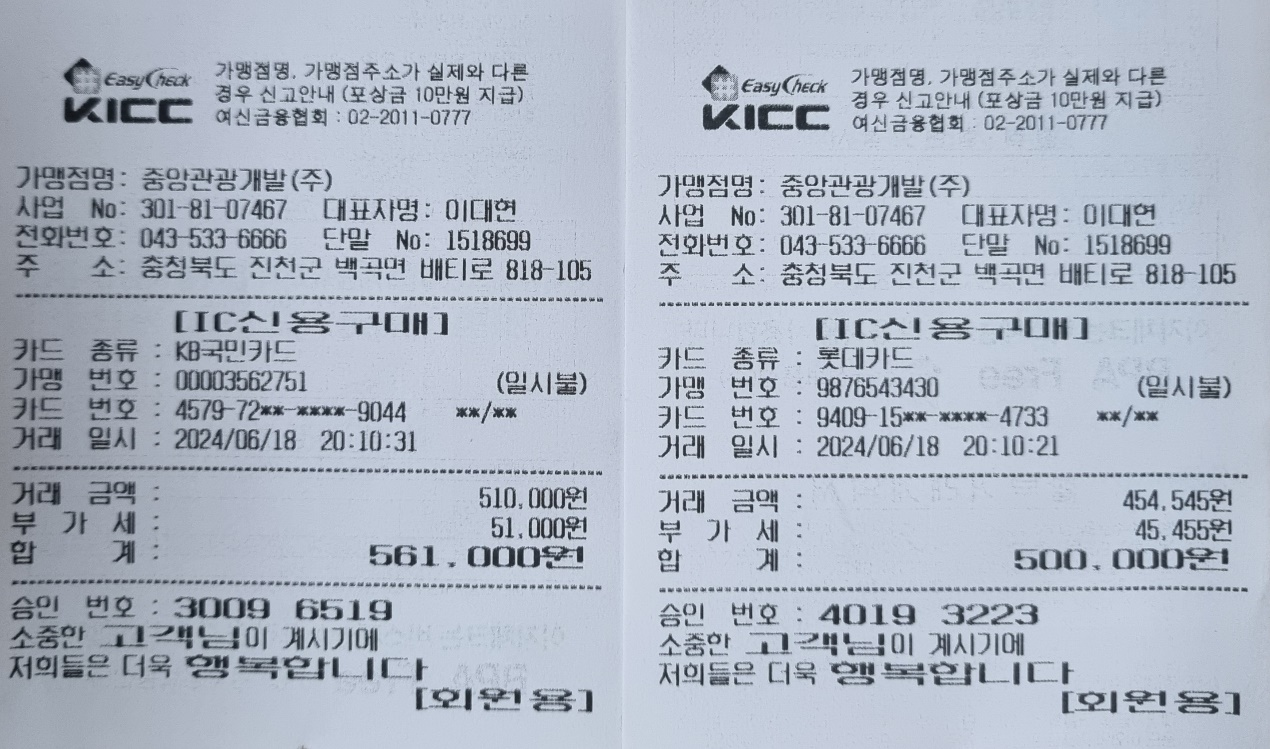 EasyCheck
KICC
가맹점명, 가맹점주소가 실제와 다른
경우 신고안내 (포상금 10만원 지급)
여신금융협회 : 02-2011-0777
가맹점명: 중앙관광개발(주)
사업 No: 301-81-07467 대표자명: 이대현
전화번호: 043-533-6666 단말 No: 1518699
주 소: 충청북도 진천군 백곡면 배티로 818-105
[IC신용구매]
카드 종류 : KB국민카드
가맹 번호 : 00003562751 (일시불)
카드 번호 : 4579-72**-****-9044 **/**
거래 일시 : 2024/06/18 20:10:31
거래 금액 : 510,000원
부 가 세 : 51,000원
합 계 : 561,000원
승인 번호 : 3009 6519
소중한 고객님이 계시기에
저희들은 더욱 행복합니다
[회원용]
EasyCheck
KICC
가맹점명, 가맹점주소가 실제와 다른
경우 신고안내 (포상금 10만원 지급)
여신금융협회 : 02-2011-0777
가맹점명: 중앙관광개발(주)
사업 No: 301-81-07467 대표자명: 이대현
전화번호: 043-533-6666 단말 No: 1518699
주 소: 충청북도 진천군 백곡면 배티로 818-105
[IC신용구매]
카드 종류 : 롯데카드
가맹 번호 : 9876543430 (일시불)
카드 번호 : 9409-15**-****-4733 **/**
거래 일시 : 2024/06/18 20:10:21
거래 금액 : 454,545원
부 가 세 : 45,455원
합 계 : 500,000원
승인 번호 : 4019 3223
소중한 고객님이 계시기에
저희들은 더욱 행복합니다
[회원용]